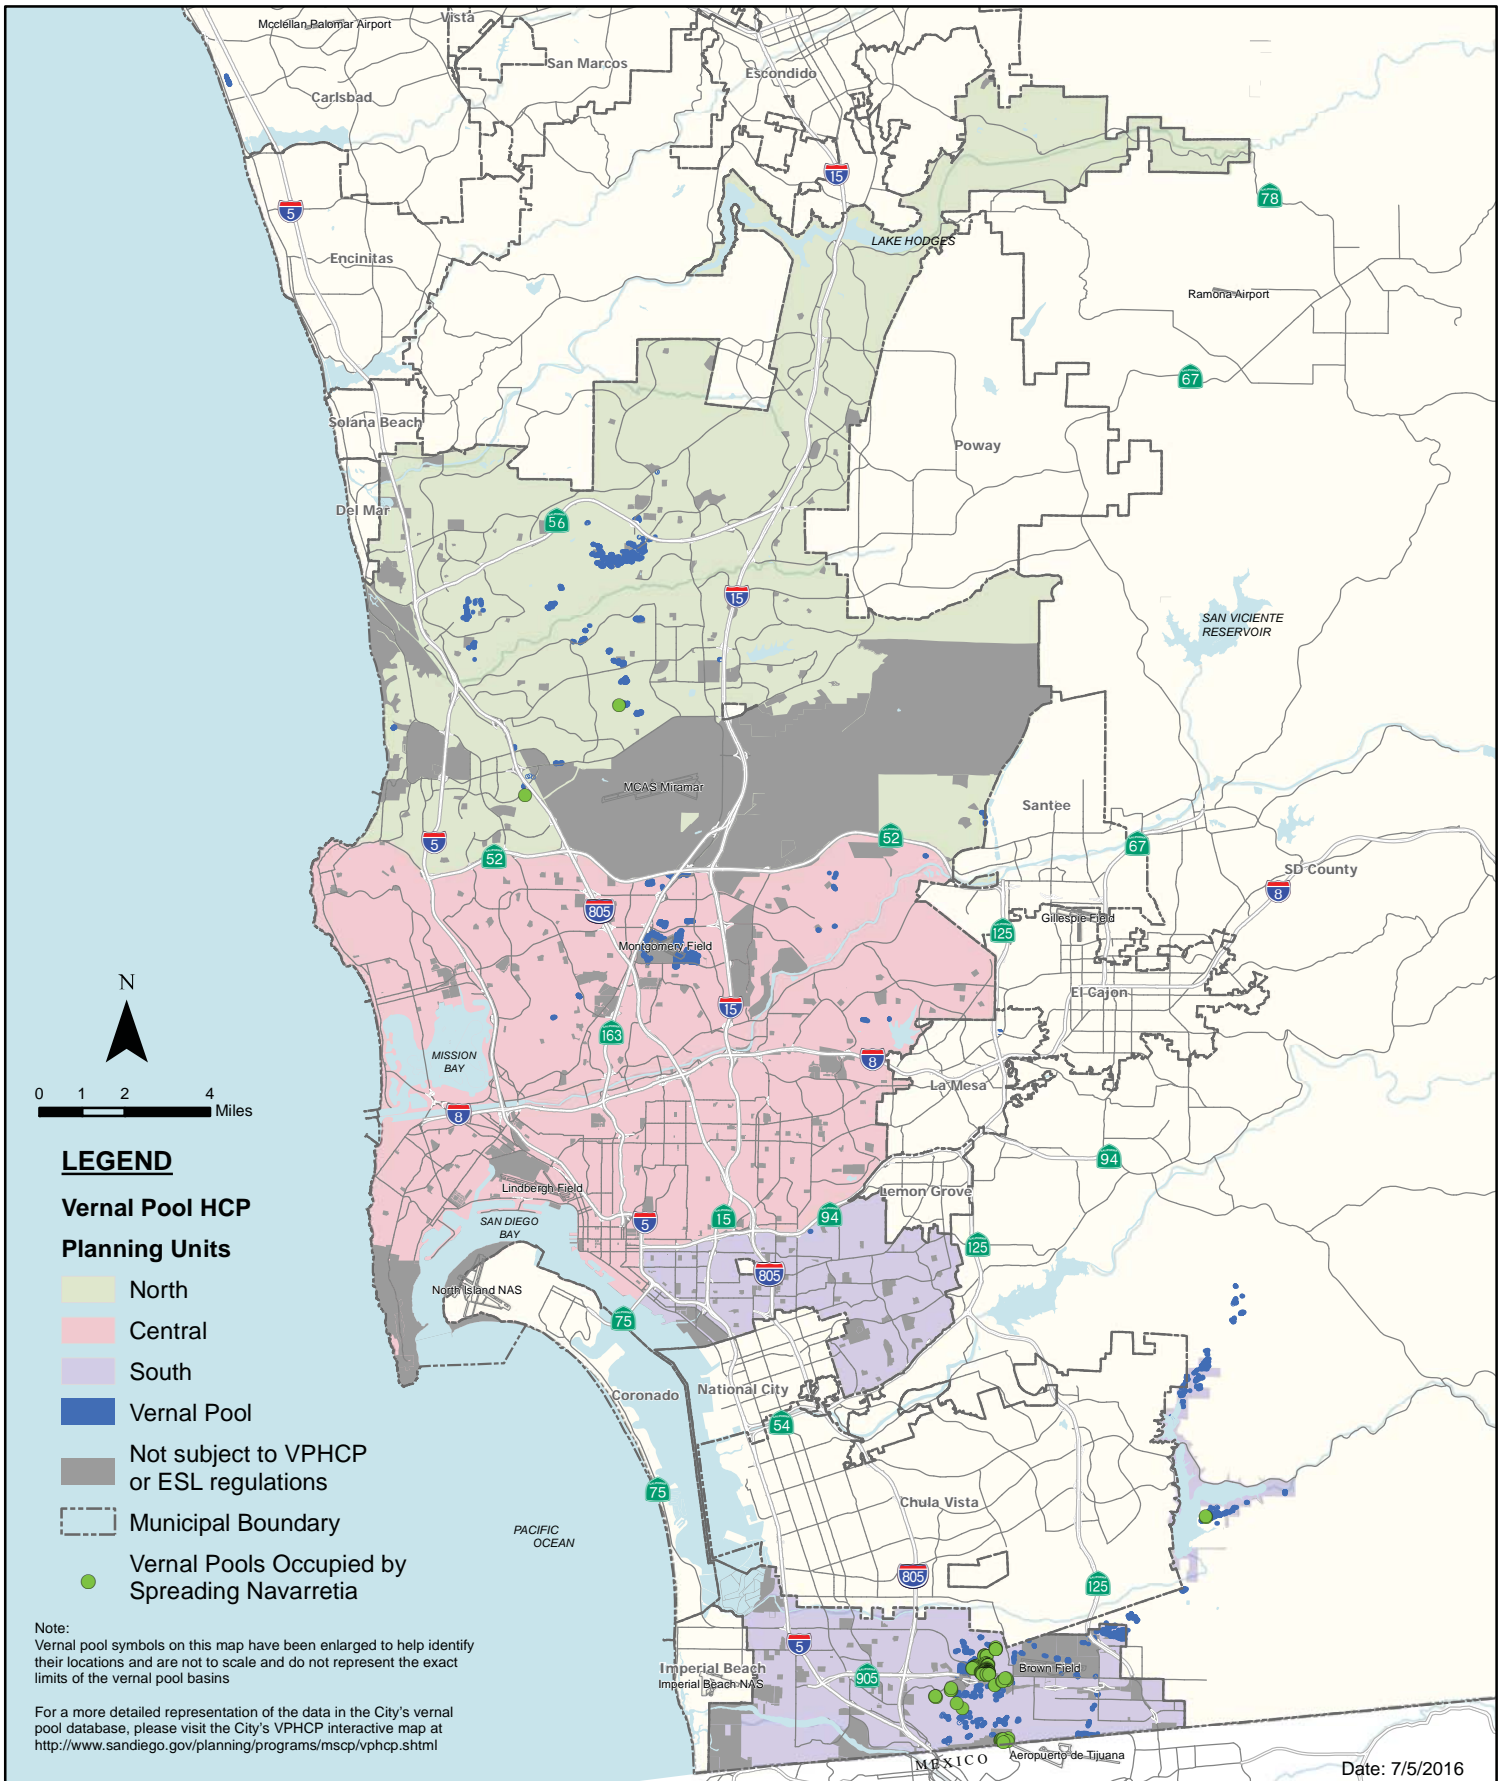 Mcclellan Palomar Airport
Vista
San Marcos
Escondido
Carlsbad
15
5
78
LAKE HODGES
Encinitas
Ramona Airport
67
Solana Beach
Poway
Del Mar
56
15
SAN VICIENTE
RESERVOIR
MCAS Miramar
Santee
5
52
52
67
SD County
8
805
Gillespie Field
125
Montgomery Field
N
El Cajon
15
163
MISSION
BAY
8
La Mesa
0 1 2 4
Miles
8
94
LEGEND
Vernal Pool HCP
Planning Units
North
Central
South
Vernal Pool
Not subject to VPHCP
or ESL regulations
Municipal Boundary
Vernal Pools Occupied by
Spreading Navarretia
Lindbergh Field
Lemon Grove
SAN DIEGO
BAY
5
15
94
125
805
North Island NAS
75
Coronado
National City
54
75
Chula Vista
PACIFIC
OCEAN
805
125
Note:
Vernal pool symbols on this map have been enlarged to help identify
their locations and are not to scale and do not represent the exact
limits of the vernal pool basins
For a more detailed representation of the data in the City's vernal
pool database, please visit the City's VPHCP interactive map at
http://www.sandiego.gov/planning/programs/mscp/vphcp.shtml
5
Imperial Beach
Imperial Beach NAS
905
Brown Field
MEXICO
Aeropuerto de Tijuana
Date: 7/5/2016